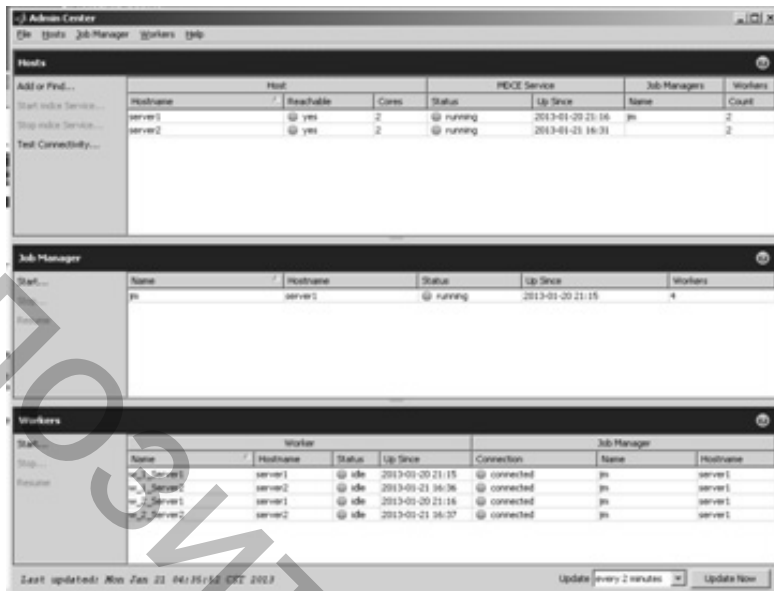 Admin Center
File Hosts Job Manager Workers Help
Hosts
Add or Find...
Start mdce Service...
Stop mdce Service...
Test Connectivity...
Host MDCE Service Job Managers Workers
Hostname Reachable Cores Status Up Since Name Count
server1 yes 2 running 2013-01-20 21:16 jm 2
server2 yes 2 running 2013-01-21 16:31 2
Job Manager
Start...
Stop...
Resume
Name Hostname Status Up Since Workers
jm server1 running 2013-01-20 21:15 4
Workers
Start...
Stop...
Resume
Worker Job Manager
Name Hostname Status Up Since Connection Name Hostname
w_1_Server1 server1 idle 2013-01-20 21:15 connected jm server1
w_1_Server2 server2 idle 2013-01-21 16:36 connected jm server1
w_2_Server1 server1 idle 2013-01-20 21:16 connected jm server1
w_2_Server2 server2 idle 2013-01-21 16:37 connected jm server1
Last updated: Mon Jan 21 04:35:52 CST 2013
Update every 2 minutes Update Now